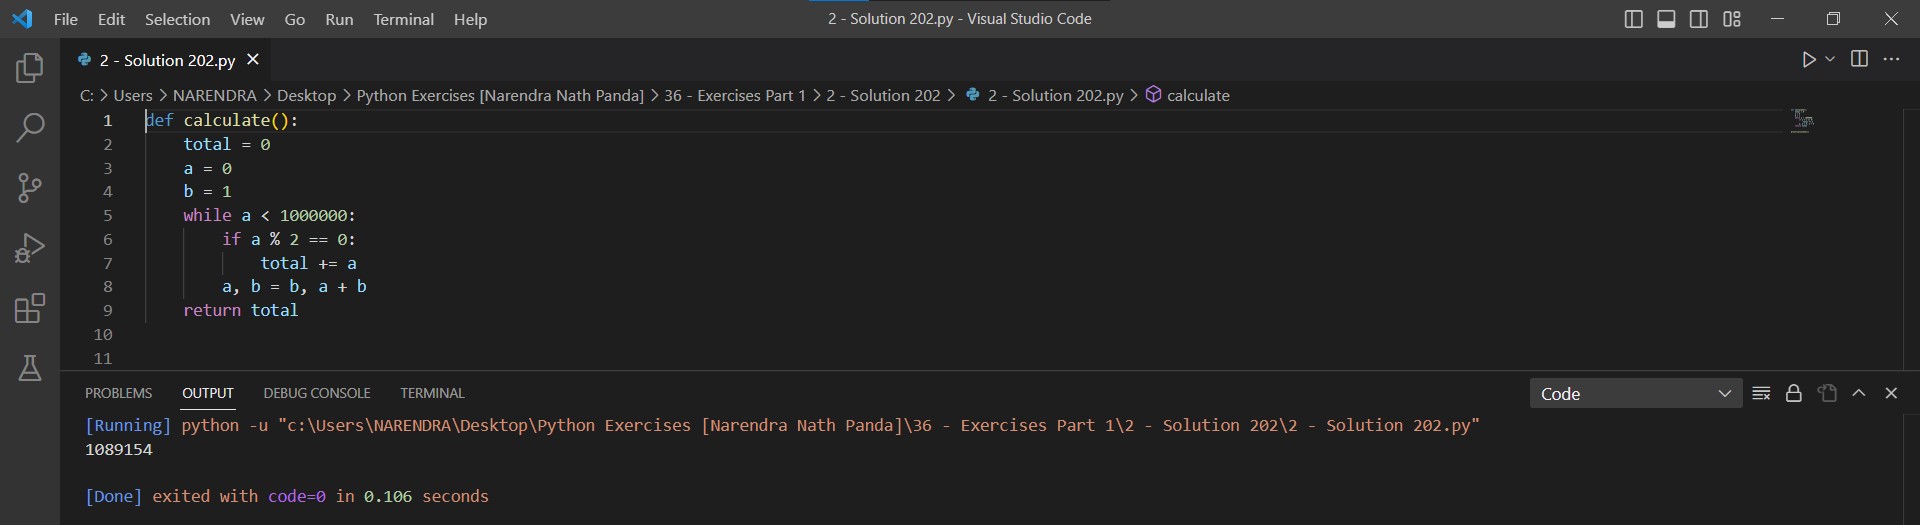 File Edit Selection View Go Run Terminal Help 2 - Solution 202.py - Visual Studio Code
2 - Solution 202.py
C: > Users > NARENDRA > Desktop > Python Exercises [Narendra Nath Panda] > 36 - Exercises Part 1 > 2 - Solution 202 > 2 - Solution 202.py > calculate
1 def calculate():
2     total = 0
3     a = 0
4     b = 1
5     while a < 1000000:
6         if a % 2 == 0:
7             total += a
8         a, b = b, a + b
9     return total
10
11
PROBLEMS OUTPUT DEBUG CONSOLE TERMINAL Code
[Running] python -u "c:\Users\NARENDRA\Desktop\Python Exercises [Narendra Nath Panda]\36 - Exercises Part 1\2 - Solution 202\2 - Solution 202.py"
1089154
[Done] exited with code=0 in 0.106 seconds